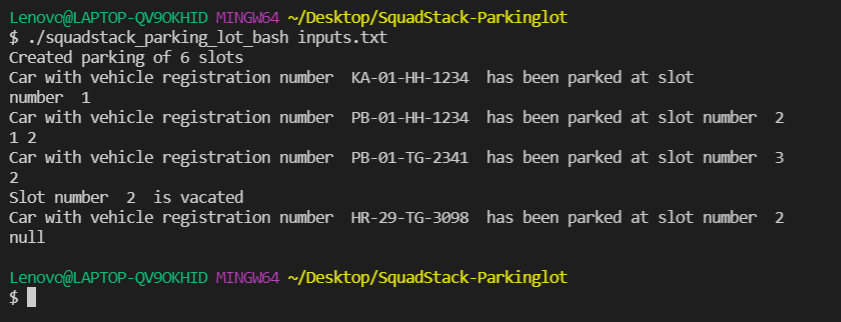 Lenovo@LAPTOP-QV9OKHID MINGW64 ~/Desktop/SquadStack-Parkinglot
$ ./squadstack_parking_lot_bash inputs.txt
Created parking of 6 slots
Car with vehicle registration number  KA-01-HH-1234  has been parked at slot
number  1
Car with vehicle registration number  PB-01-HH-1234  has been parked at slot number  2
1 2
Car with vehicle registration number  PB-01-TG-2341  has been parked at slot number  3
2
Slot number  2  is vacated
Car with vehicle registration number  HR-29-TG-3098  has been parked at slot number  2
null
Lenovo@LAPTOP-QV9OKHID MINGW64 ~/Desktop/SquadStack-Parkinglot
$